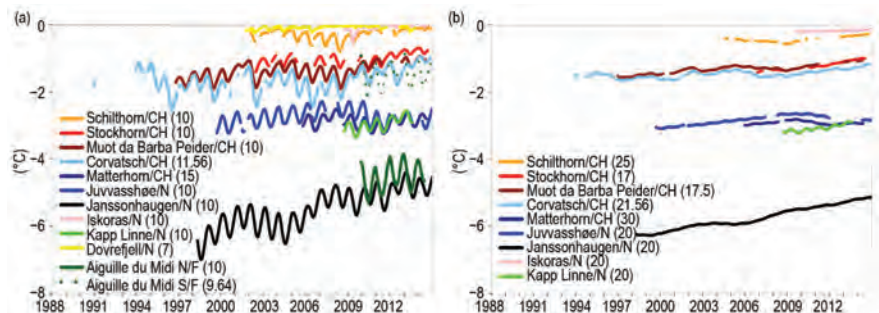 (a)
0
−2
−4
−6
−8
(°C)
Schilthorn/CH (10)
Stockhorn/CH (10)
Muot da Barba Peider/CH (10)
Corvatsch/CH (11.56)
Matterhorn/CH (15)
Juvvasshøe/N (10)
Janssonhaugen/N (10)
Iskoras/N (10)
Kapp Linne/N (10)
Dovrefjell/N (7)
Aiguille du Midi N/F (10)
Aiguille du Midi S/F (9.64)
1988 1991 1994 1997 2000 2003 2006 2009 2012
(b)
0
−2
−4
−6
−8
(°C)
Schilthorn/CH (25)
Stockhorn/CH (17)
Muot da Barba Peider/CH (17.5)
Corvatsch/CH (21.56)
Matterhorn/CH (30)
Juvvasshøe/N (20)
Janssonhaugen/N (20)
Iskoras/N (20)
Kapp Linne/N (20)
1988 1991 1994 1997 2000 2003 2006 2009 2012